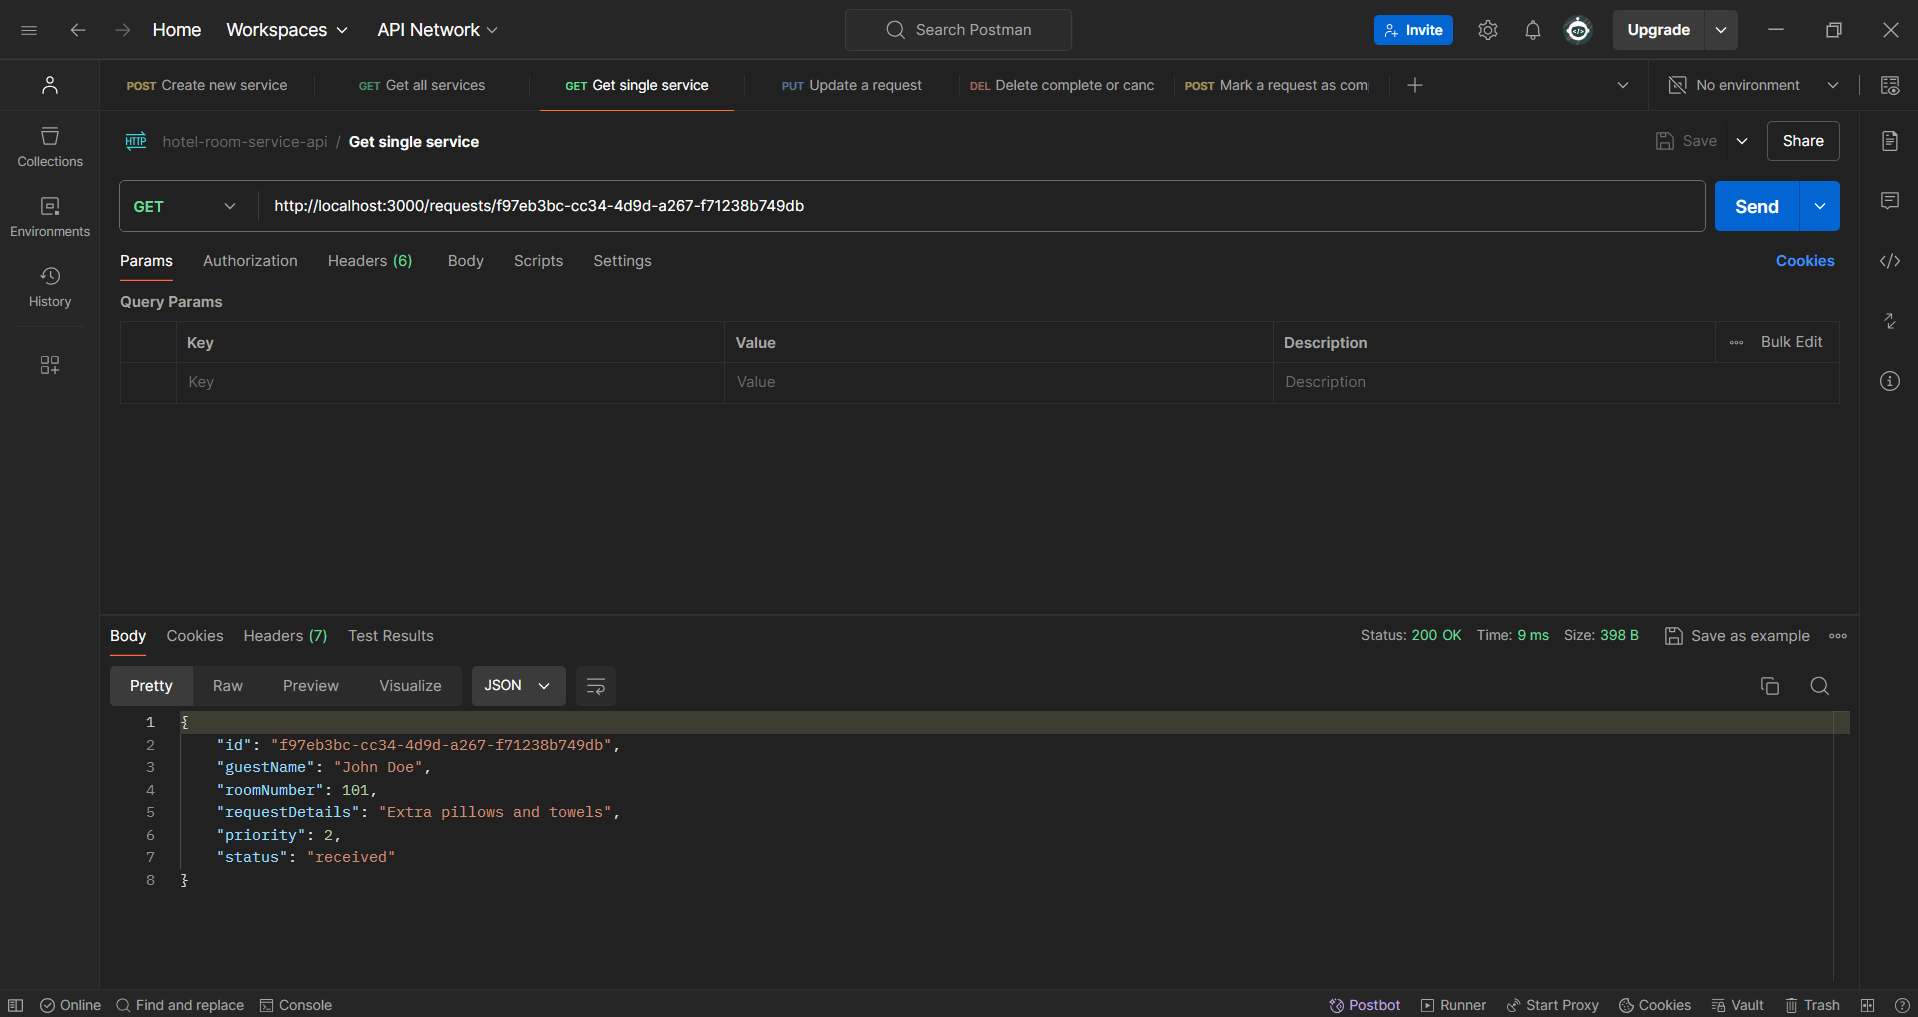 Home Workspaces API Network Search Postman Invite Upgrade
POST Create new service GET Get all services GET Get single service PUT Update a request DEL Delete complete or canc POST Mark a request as com No environment
hotel-room-service-api / Get single service Save Share
GET http://localhost:3000/requests/f97eb3bc-cc34-4d9d-a267-f71238b749db Send
Collections
Environments
History
Params Authorization Headers (6) Body Scripts Settings Cookies
Query Params
Key Value Description Bulk Edit
Key Value Description
Body Cookies Headers (7) Test Results Status: 200 OK Time: 9 ms Size: 398 B Save as example
Pretty Raw Preview Visualize JSON
1 {
2 "id": "f97eb3bc-cc34-4d9d-a267-f71238b749db",
3 "guestName": "John Doe",
4 "roomNumber": 101,
5 "requestDetails": "Extra pillows and towels",
6 "priority": 2,
7 "status": "received"
8 }
Online Find and replace Console Postbot Runner Start Proxy Cookies Vault Trash